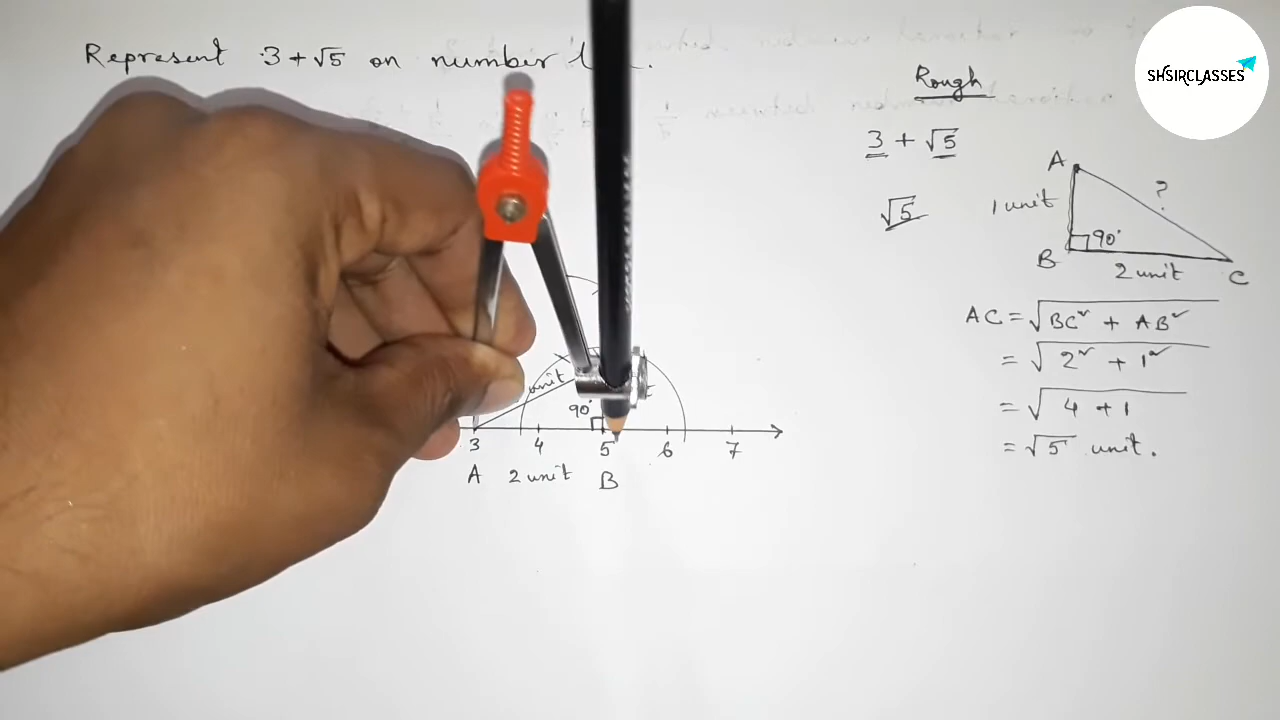 Represent 3 + √5 on number
Rough
3 + √5
√5
A
1 unit
?
90°
B
2 unit
C
AC = √BC² + AB²
= √2² + 1²
= √4 + 1
= √5 unit.
unit
90°
3 4 5 6 7
A 2 unit B
SHSIRCLASSES